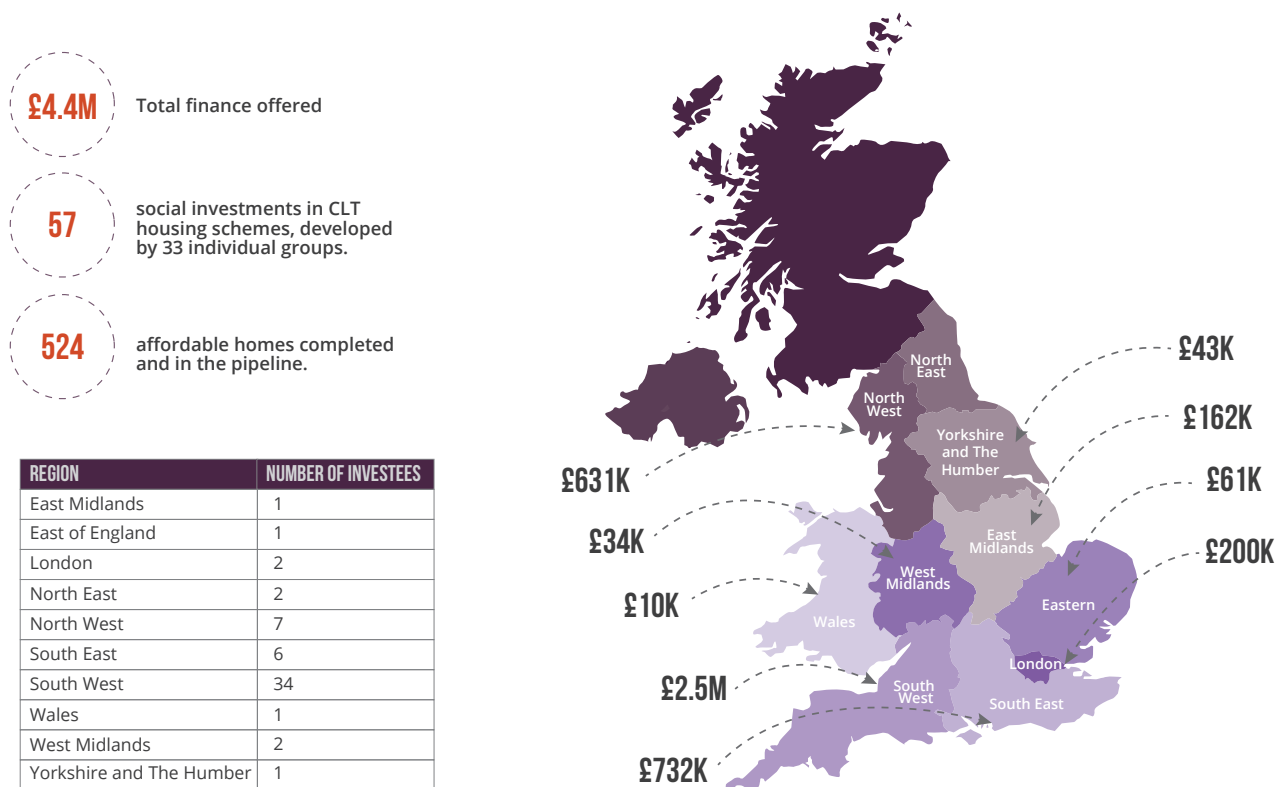 £4.4M
Total finance offered
57
social investments in CLT
housing schemes, developed
by 33 individual groups.
524
affordable homes completed
and in the pipeline.
REGION NUMBER OF INVESTEES
East Midlands 1
East of England 1
London 2
North East 2
North West 7
South East 6
South West 34
Wales 1
West Midlands 2
Yorkshire and The Humber 1
North
East
North
West
Yorkshire
and The
Humber
East
Midlands
West
Midlands
Wales
Eastern
London
South
West
South East
£631K
£34K
£10K
£2.5M
£732K
£43K
£162K
£61K
£200K